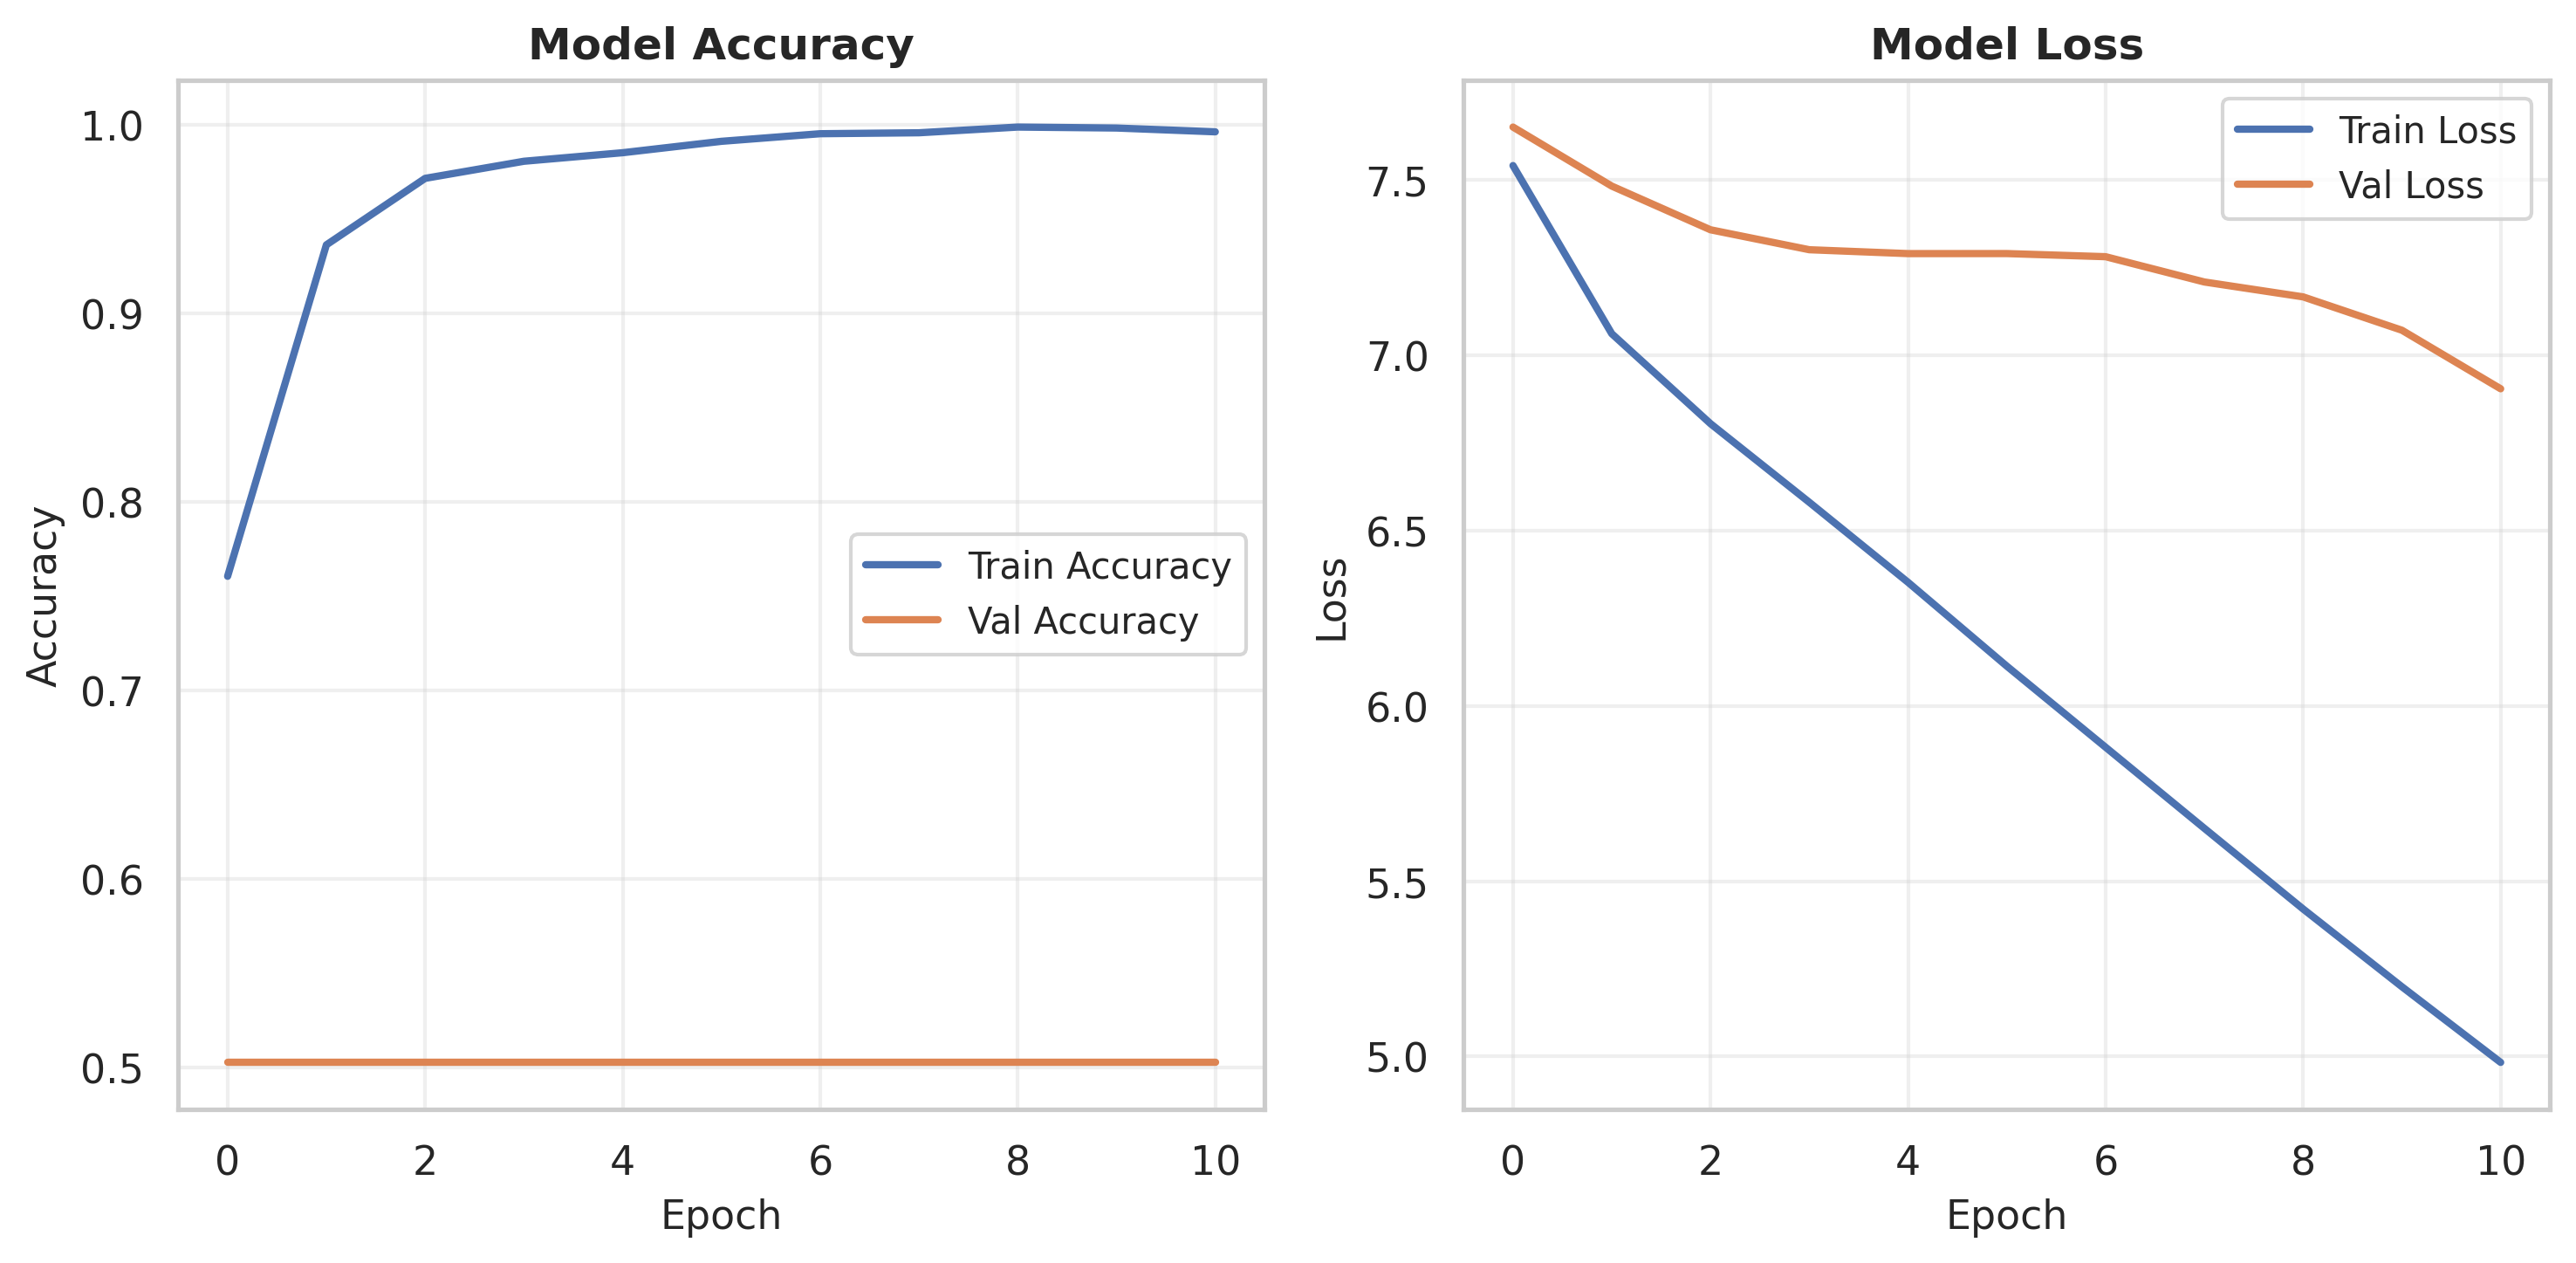 Model Accuracy
1.0
0.9
0.8
0.7
0.6
0.5
Accuracy
Train Accuracy
Val Accuracy
0 2 4 6 8 10
Epoch
Model Loss
7.5
7.0
6.5
6.0
5.5
5.0
Loss
Train Loss
Val Loss
0 2 4 6 8 10
Epoch